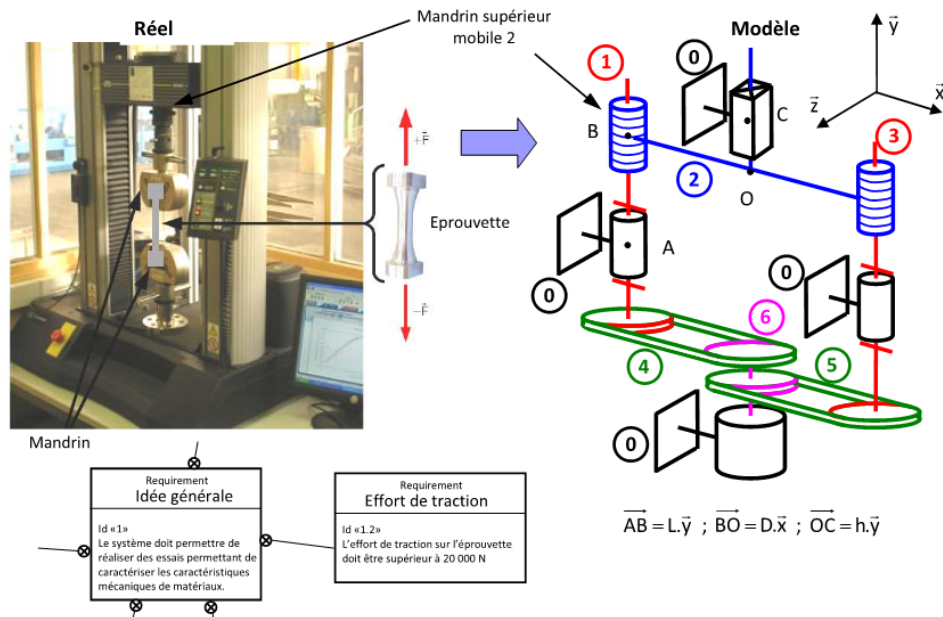 Réel
Mandrin supérieur
mobile 2
Modèle
+F⃗
Eprouvette
-F⃗
Mandrin
1
0
C
B
2
O
3
y⃗
x⃗
z⃗
A
0
0
6
4
5
0
Requirement
Idée générale
Id «1»
Le système doit permettre de
réaliser des essais permettant de
caractériser les caractéristiques
mécaniques de matériaux.
Requirement
Effort de traction
Id «1.2»
L'effort de traction sur l'éprouvette
doit être supérieur à 20 000 N
AB⃗ = L.y⃗ ; BO⃗ = D.x⃗ ; OC⃗ = h.y⃗